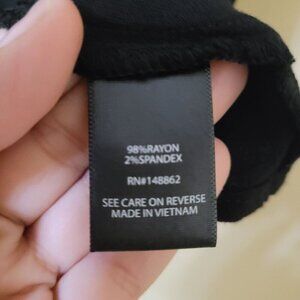 98%RAYON
2%SPANDEX
RN#148862
SEE CARE ON REVERSE
MADE IN VIETNAM